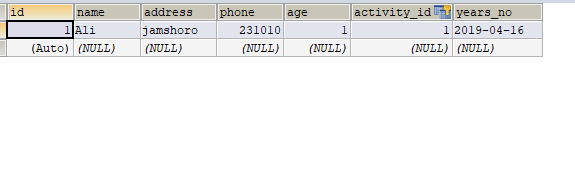 id name address phone age activity_id years_no
1 Ali jamshoro 231010 1 1 2019-04-16
(Auto) (NULL) (NULL) (NULL) (NULL) (NULL) (NULL)